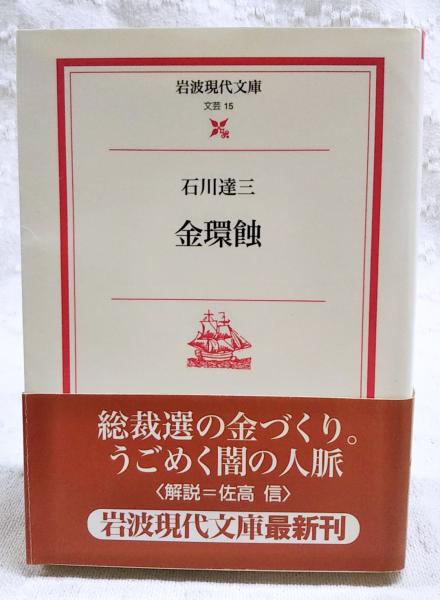 岩波現代文庫
文芸 15
石川達三
金環蝕
総裁選の金づくり。
うごめく闇の人脈
〈解説=佐高 信〉
岩波現代文庫最新刊